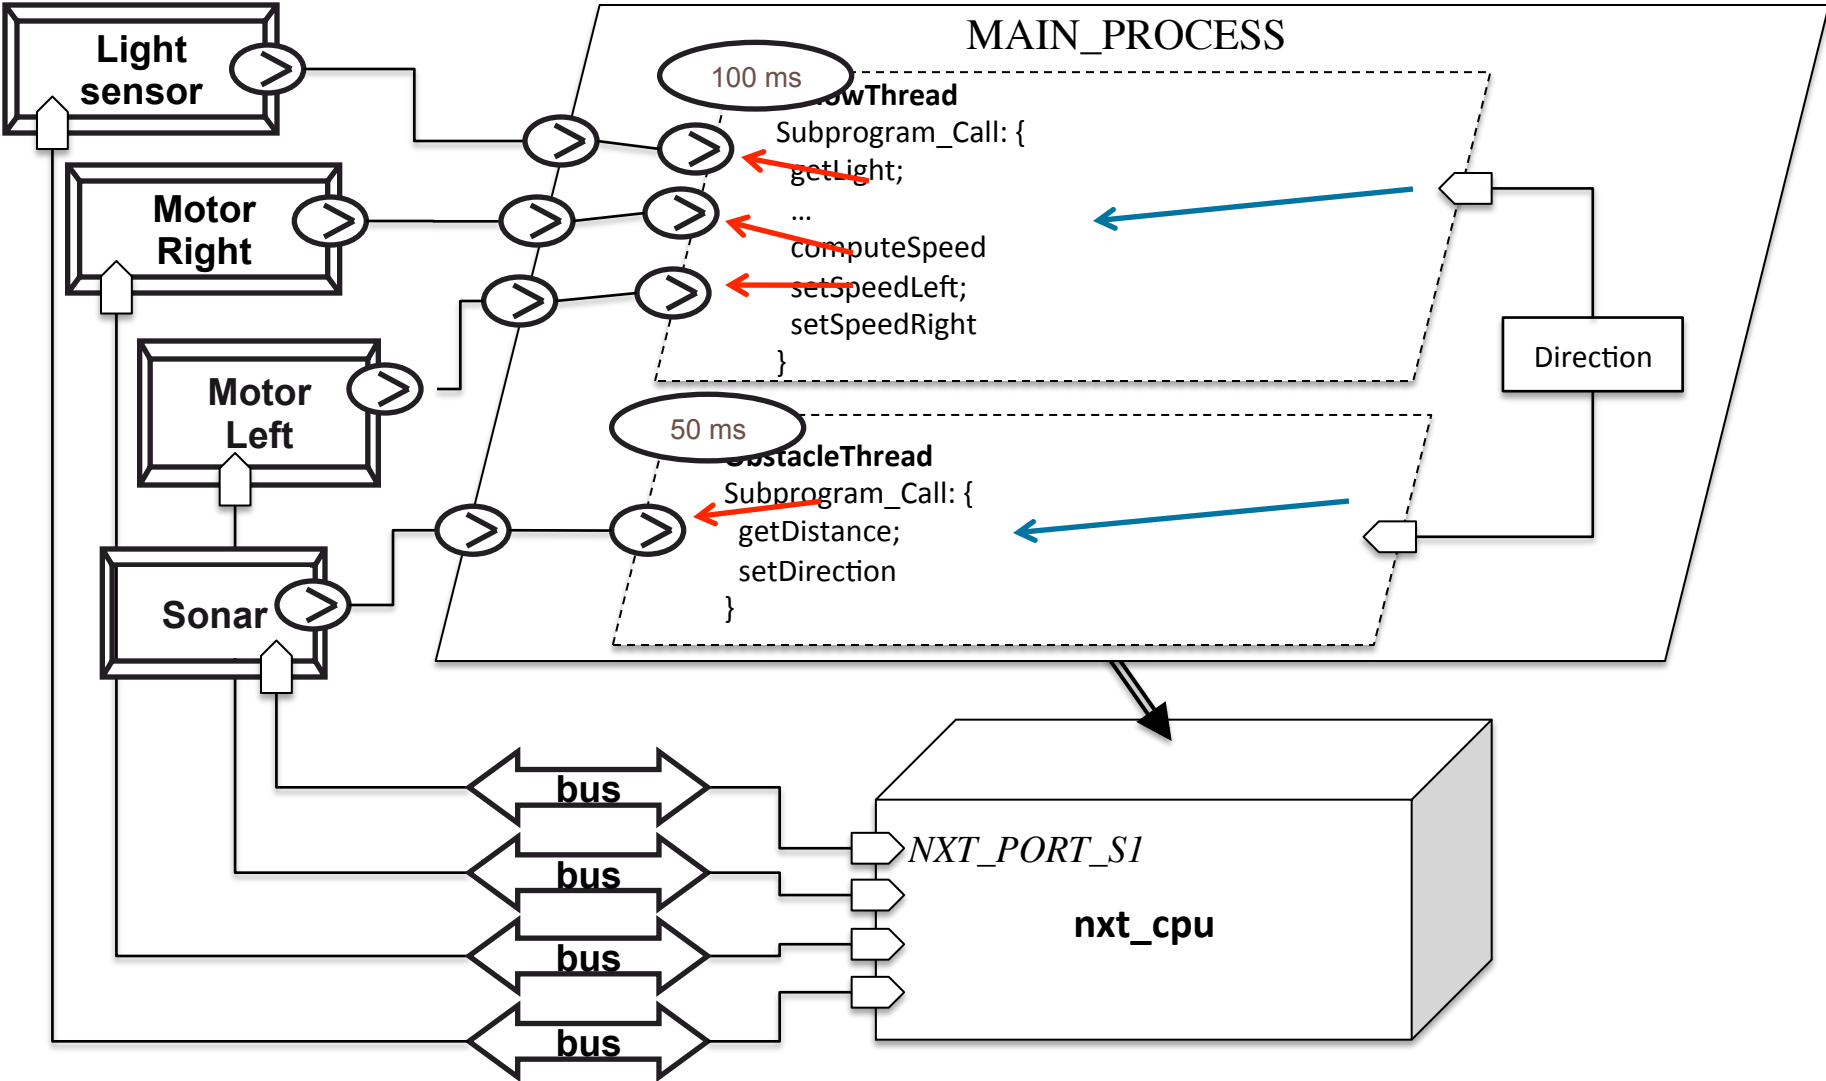 Light
sensor
Motor
Right
Motor
Left
Sonar
MAIN_PROCESS
100 ms
Subprogram_Call: {
getLight;
...
computeSpeed
setSpeedLeft;
setSpeedRight
}
Direction
50 ms
ObstacleThread
Subprogram_Call: {
getDistance;
setDirection
}
bus
bus
bus
bus
NXT_PORT_S1
nxt_cpu